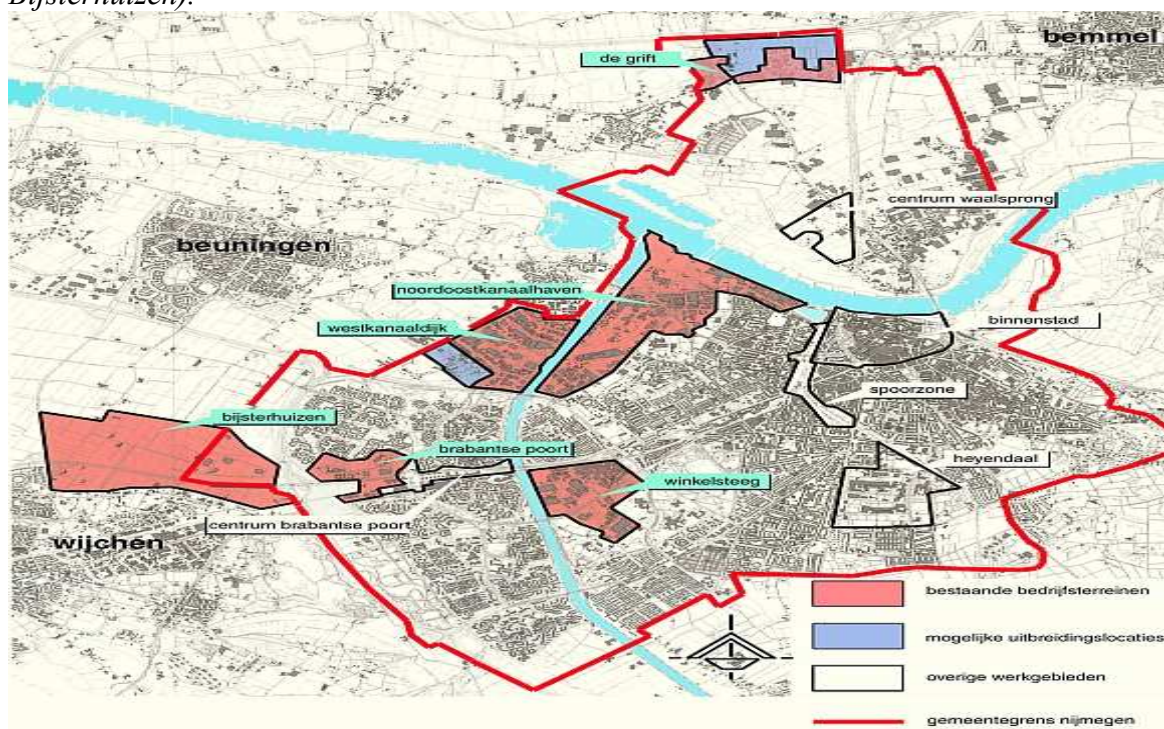 Bijsterhuizen).
bemmel
de grift
centrum waalsprong
beuningen
noordoostkanaalhaven
westkanaaldijk
binnenstad
spoorzone
bijsterhuizen
brabantse poort
heyendaal
winkelsteeg
centrum brabantse poort
wijchen
bestaande bedrijfsterreinen
mogelijke uitbreidingslocaties
overige werkgebieden
gemeentegrens nijmegen